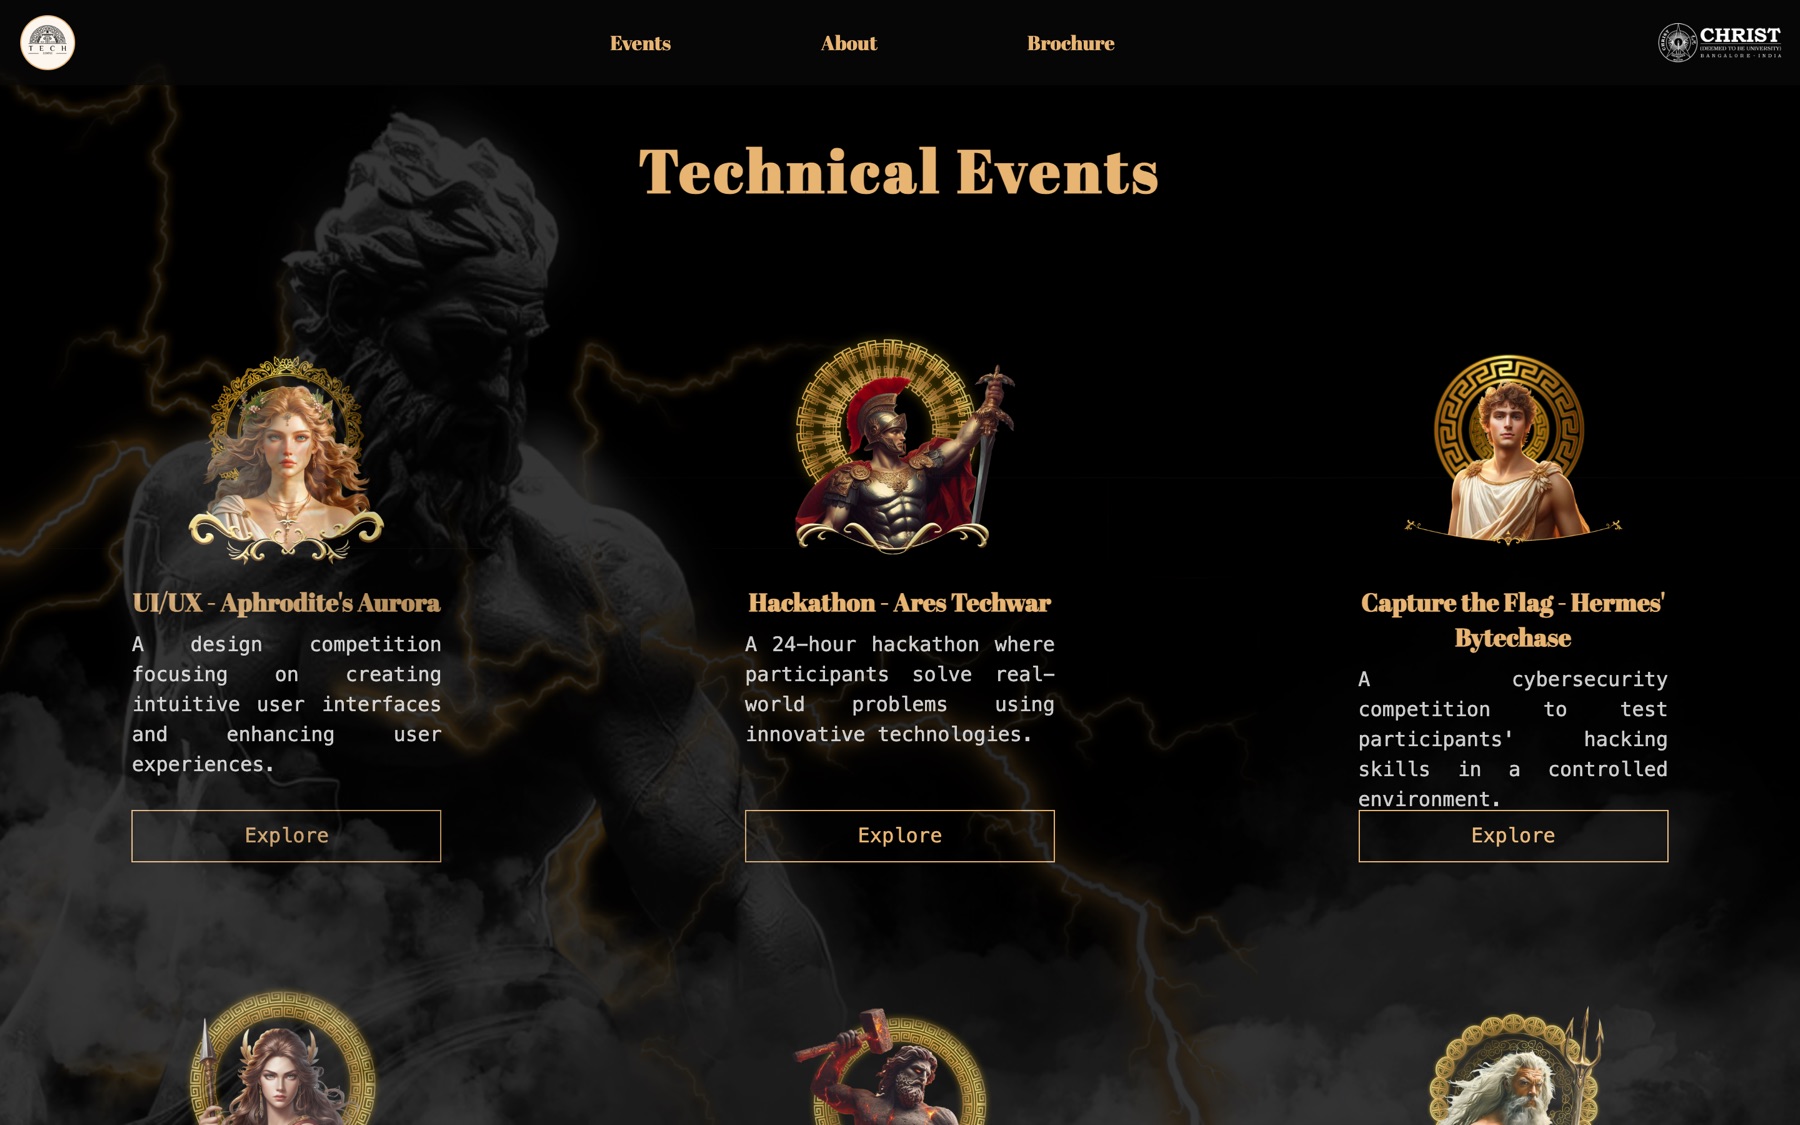 TECH
Events
About
Brochure
CHRIST
(DEEMED TO BE UNIVERSITY)
BANGALORE · INDIA
Technical Events
UI/UX - Aphrodite's Aurora
A design competition
focusing on creating
intuitive user interfaces
and enhancing user
experiences.
Explore
Hackathon - Ares Techwar
A 24-hour hackathon where
participants solve real-
world problems using
innovative technologies.
Explore
Capture the Flag - Hermes'
Bytechase
A cybersecurity
competition to test
participants' hacking
skills in a controlled
environment.
Explore